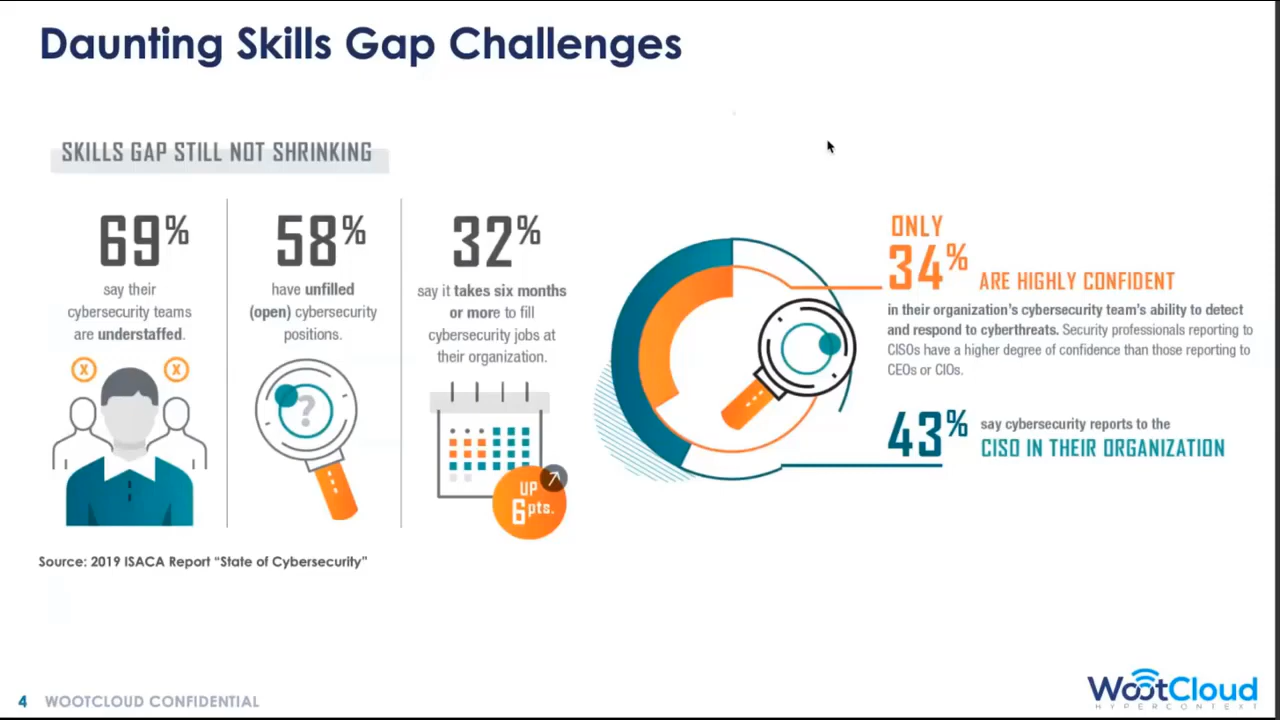 Daunting Skills Gap Challenges
SKILLS GAP STILL NOT SHRINKING
69%
say their
cybersecurity teams
are understaffed.
X
X
58%
have unfilled
(open) cybersecurity
positions.
?
32%
say it takes six months
or more to fill
cybersecurity jobs at
their organization.
UP
6pts.
ONLY
34% ARE HIGHLY CONFIDENT
in their organization's cybersecurity team's ability to detect
and respond to cyberthreats. Security professionals reporting to
CISOs have a higher degree of confidence than those reporting to
CEOs or CIOs.
43% say cybersecurity reports to the
CISO IN THEIR ORGANIZATION
Source: 2019 ISACA Report “State of Cybersecurity”
4 WOOTCLOUD CONFIDENTIAL
WootCloud
HYPERCONTEXT